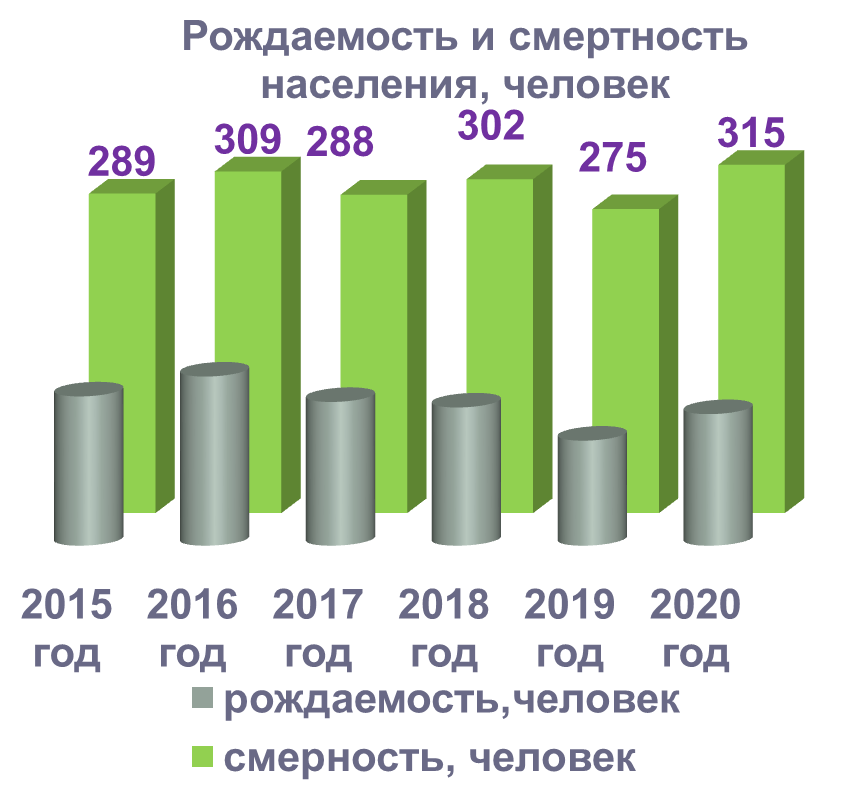 Рождаемость и смертность
населения, человек
289 309 288 302 275 315
2015 2016 2017 2018 2019 2020
год год год год год год
рождаемость,человек
смерность, человек